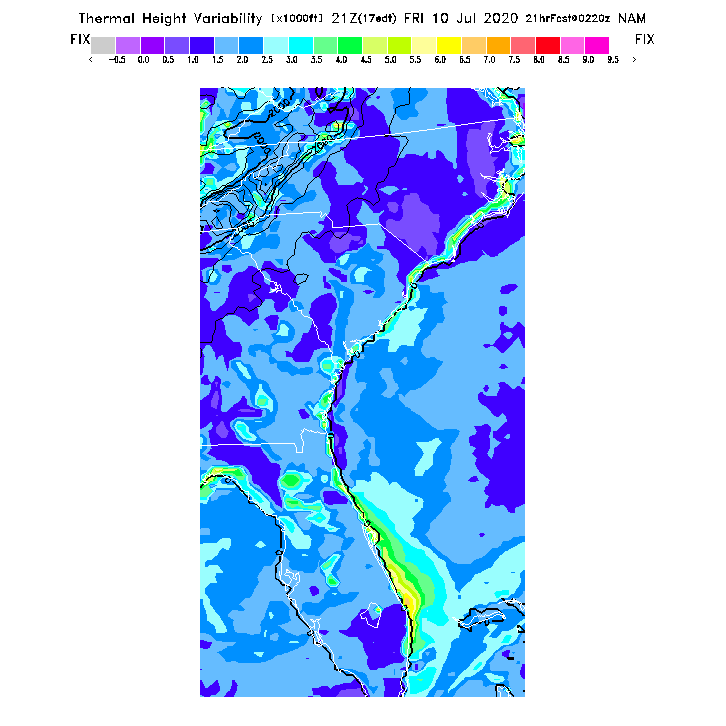 Thermal Height Variability [x1000ft] 21Z(17edt) FRI 10 Jul 2020 21hrFcst@0220z NAM
FIX FIX
< -0.5 0.0 0.5 1.0 1.5 2.0 2.5 3.0 3.5 4.0 4.5 5.0 5.5 6.0 6.5 7.0 7.5 8.0 8.5 9.0 9.5 >
2000